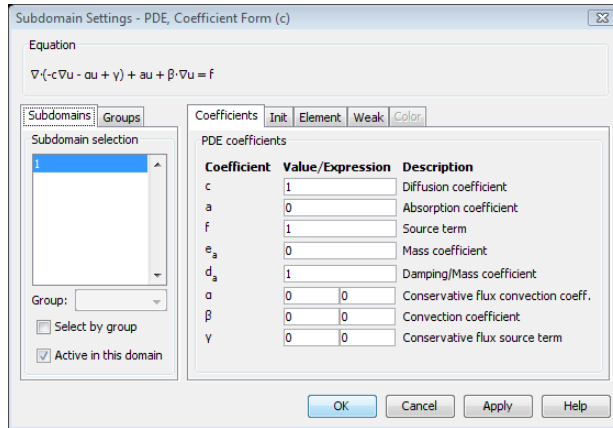 Subdomain Settings - PDE, Coefficient Form (c)
Equation
∇·(-c∇u - αu + γ) + au + β·∇u = f
Subdomains Groups
Subdomain selection
1
Group:
Select by group
Active in this domain
Coefficients Init Element Weak Color
PDE coefficients
Coefficient Value/Expression Description
c 1 Diffusion coefficient
a 0 Absorption coefficient
f 1 Source term
e_a 0 Mass coefficient
d_a 1 Damping/Mass coefficient
α 0 0 Conservative flux convection coeff.
β 0 0 Convection coefficient
γ 0 0 Conservative flux source term
OK Cancel Apply Help